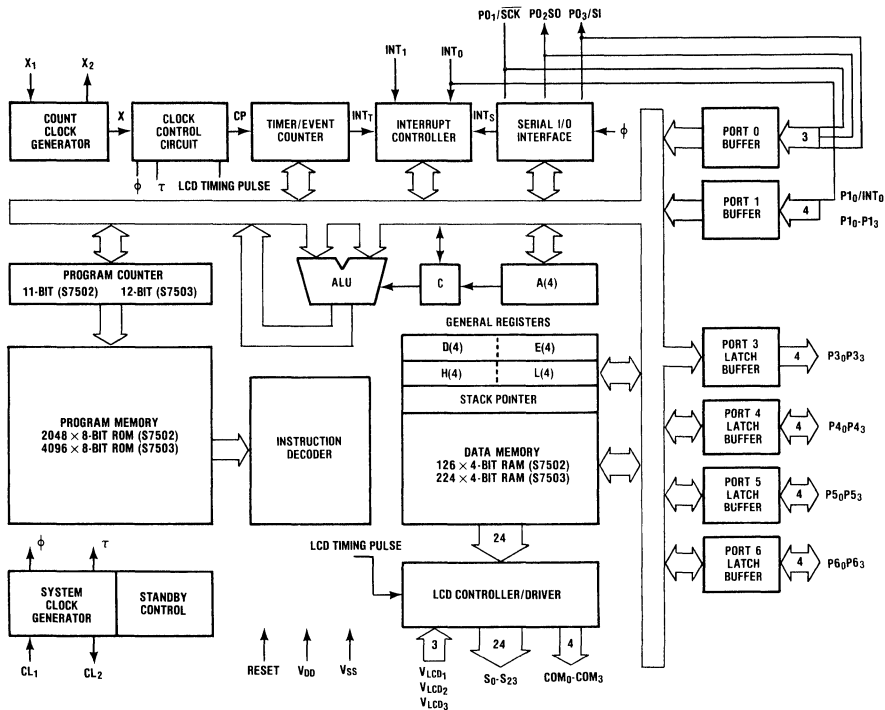 PO1/SCK PO2SO PO3/SI
X1 X2 INT1 INT0
COUNT
CLOCK
GENERATOR
X
CLOCK
CONTROL
CIRCUIT
CP
TIMER/EVENT
COUNTER
INTT
INTERRUPT
CONTROLLER
INTS
SERIAL I/O
INTERFACE
ϕ
PORT 0
BUFFER
3
ϕ τ LCD TIMING PULSE
PORT 1
BUFFER
4
P10/INT0
P10-P13
PROGRAM COUNTER
11-BIT (S7502) 12-BIT (S7503)
ALU
C
A(4)
GENERAL REGISTERS
D(4) E(4)
H(4) L(4)
STACK POINTER
PORT 3
LATCH
BUFFER
4
P30P33
PROGRAM MEMORY
2048 × 8-BIT ROM (S7502)
4096 × 8-BIT ROM (S7503)
INSTRUCTION
DECODER
DATA MEMORY
126 × 4-BIT RAM (S7502)
224 × 4-BIT RAM (S7503)
PORT 4
LATCH
BUFFER
4
P40P43
PORT 5
LATCH
BUFFER
4
P50P53
24
PORT 6
LATCH
BUFFER
4
P60P63
ϕ τ
LCD TIMING PULSE
SYSTEM
CLOCK
GENERATOR
STANDBY
CONTROL
LCD CONTROLLER/DRIVER
3 24 4
CL1 CL2
RESET VDD VSS
VLCD1
VLCD2
VLCD3
S0-S23
COM0-COM3